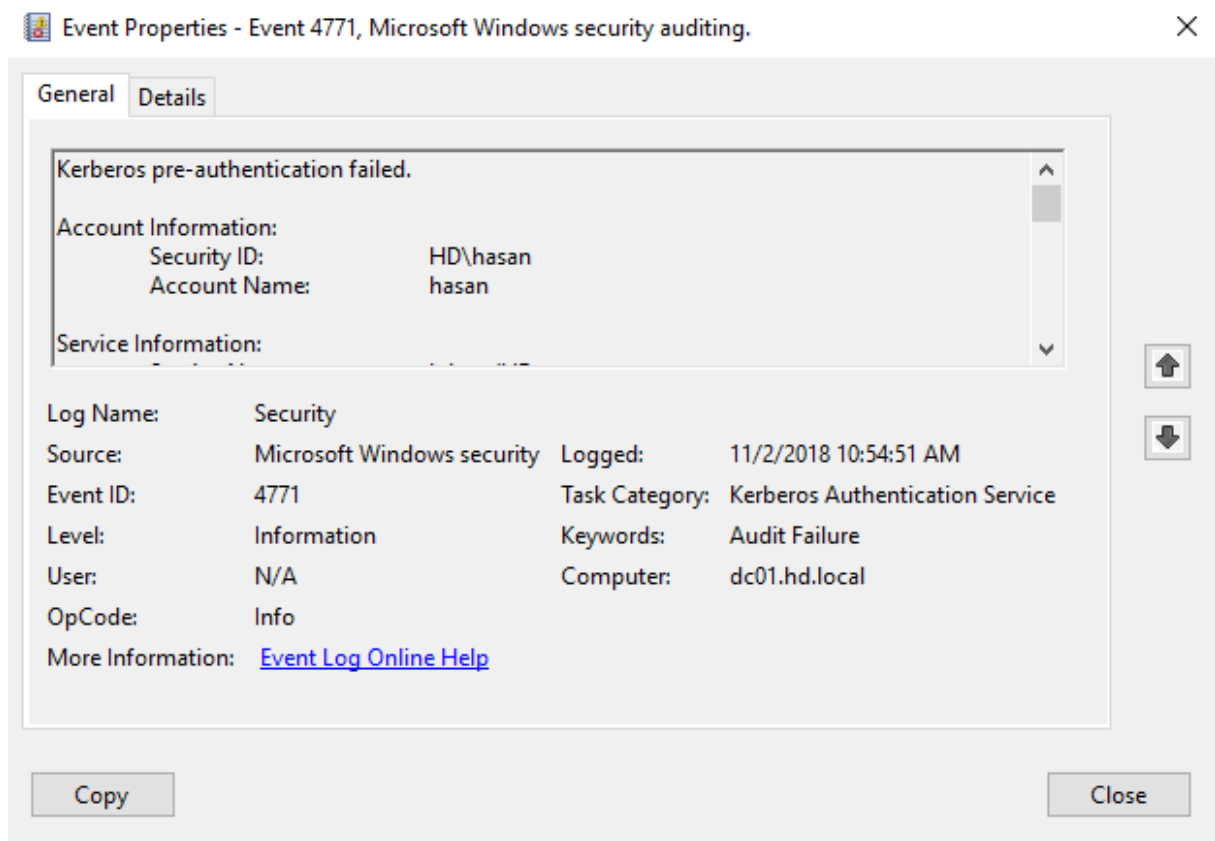 Event Properties - Event 4771, Microsoft Windows security auditing.
General Details
Kerberos pre-authentication failed.
Account Information:
Security ID: HD\hasan
Account Name: hasan
Service Information:
Log Name: Security
Source: Microsoft Windows security Logged: 11/2/2018 10:54:51 AM
Event ID: 4771 Task Category: Kerberos Authentication Service
Level: Information Keywords: Audit Failure
User: N/A Computer: dc01.hd.local
OpCode: Info
More Information: Event Log Online Help
Copy Close